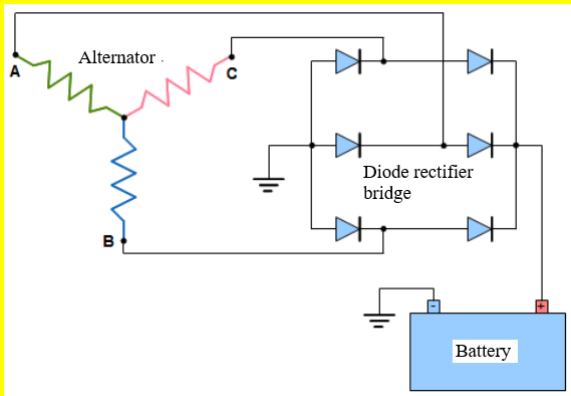 Alternator
A
C
Diode rectifier
bridge
B
- +
Battery